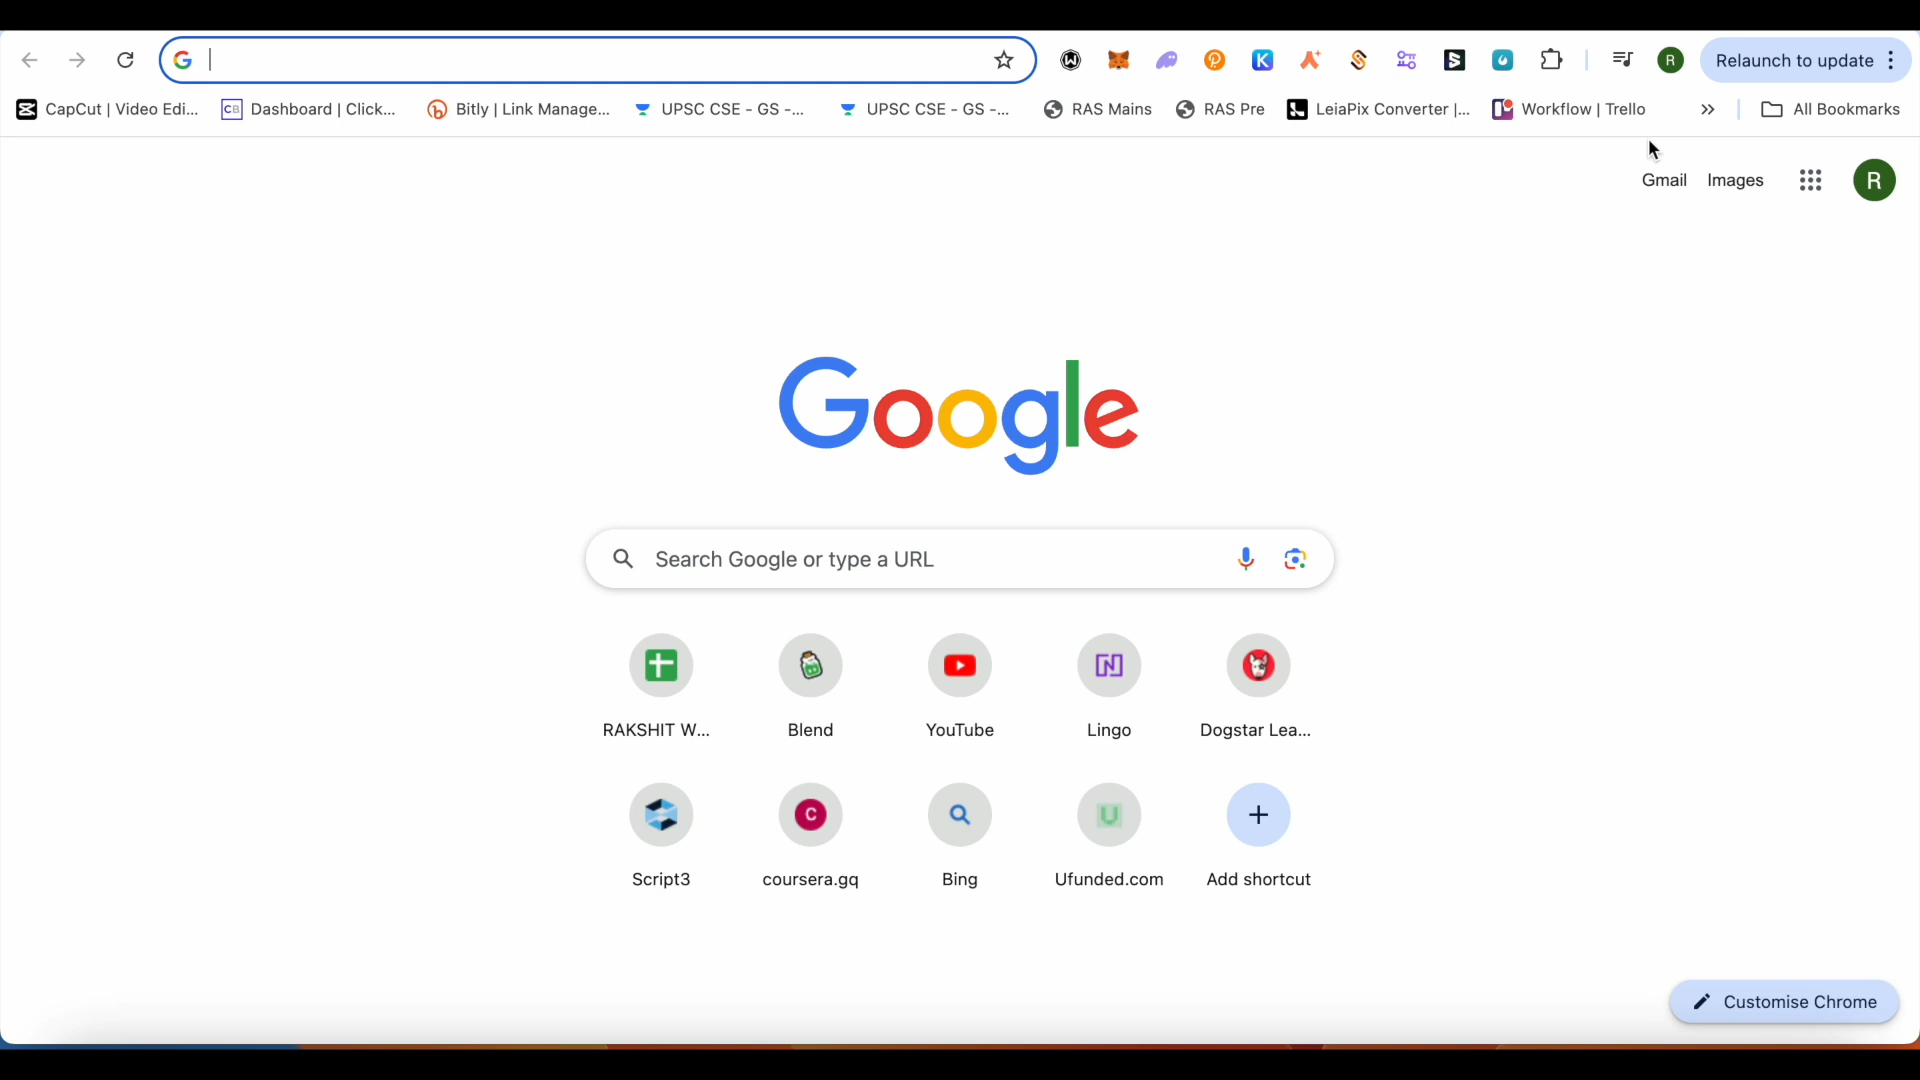 Relaunch to update
CapCut | Video Edi... Dashboard | Click... Bitly | Link Manage... UPSC CSE - GS -... UPSC CSE - GS -... RAS Mains RAS Pre LeiaPix Converter |... Workflow | Trello All Bookmarks
Gmail Images R
Google
Search Google or type a URL
RAKSHIT W... Blend YouTube Lingo Dogstar Lea...
Script3 coursera.gq Bing Ufunded.com Add shortcut
Customise Chrome